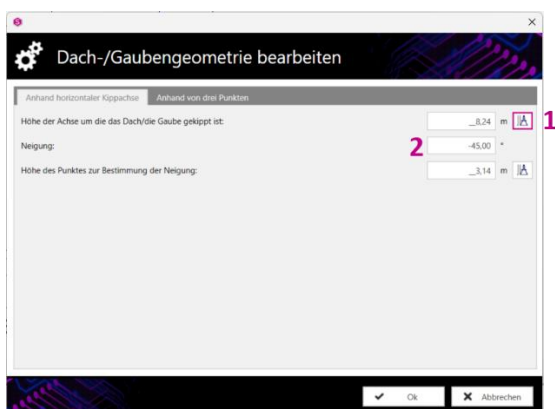 Dach-/Gaubengeometrie bearbeiten
Anhand horizontaler Kippachse Anhand von drei Punkten
Höhe der Achse um die das Dach/die Gaube gekippt ist: __8,24 m 1
Neigung: 2 -45,00 °
Höhe des Punktes zur Bestimmung der Neigung: __3,14 m
Ok Abbrechen